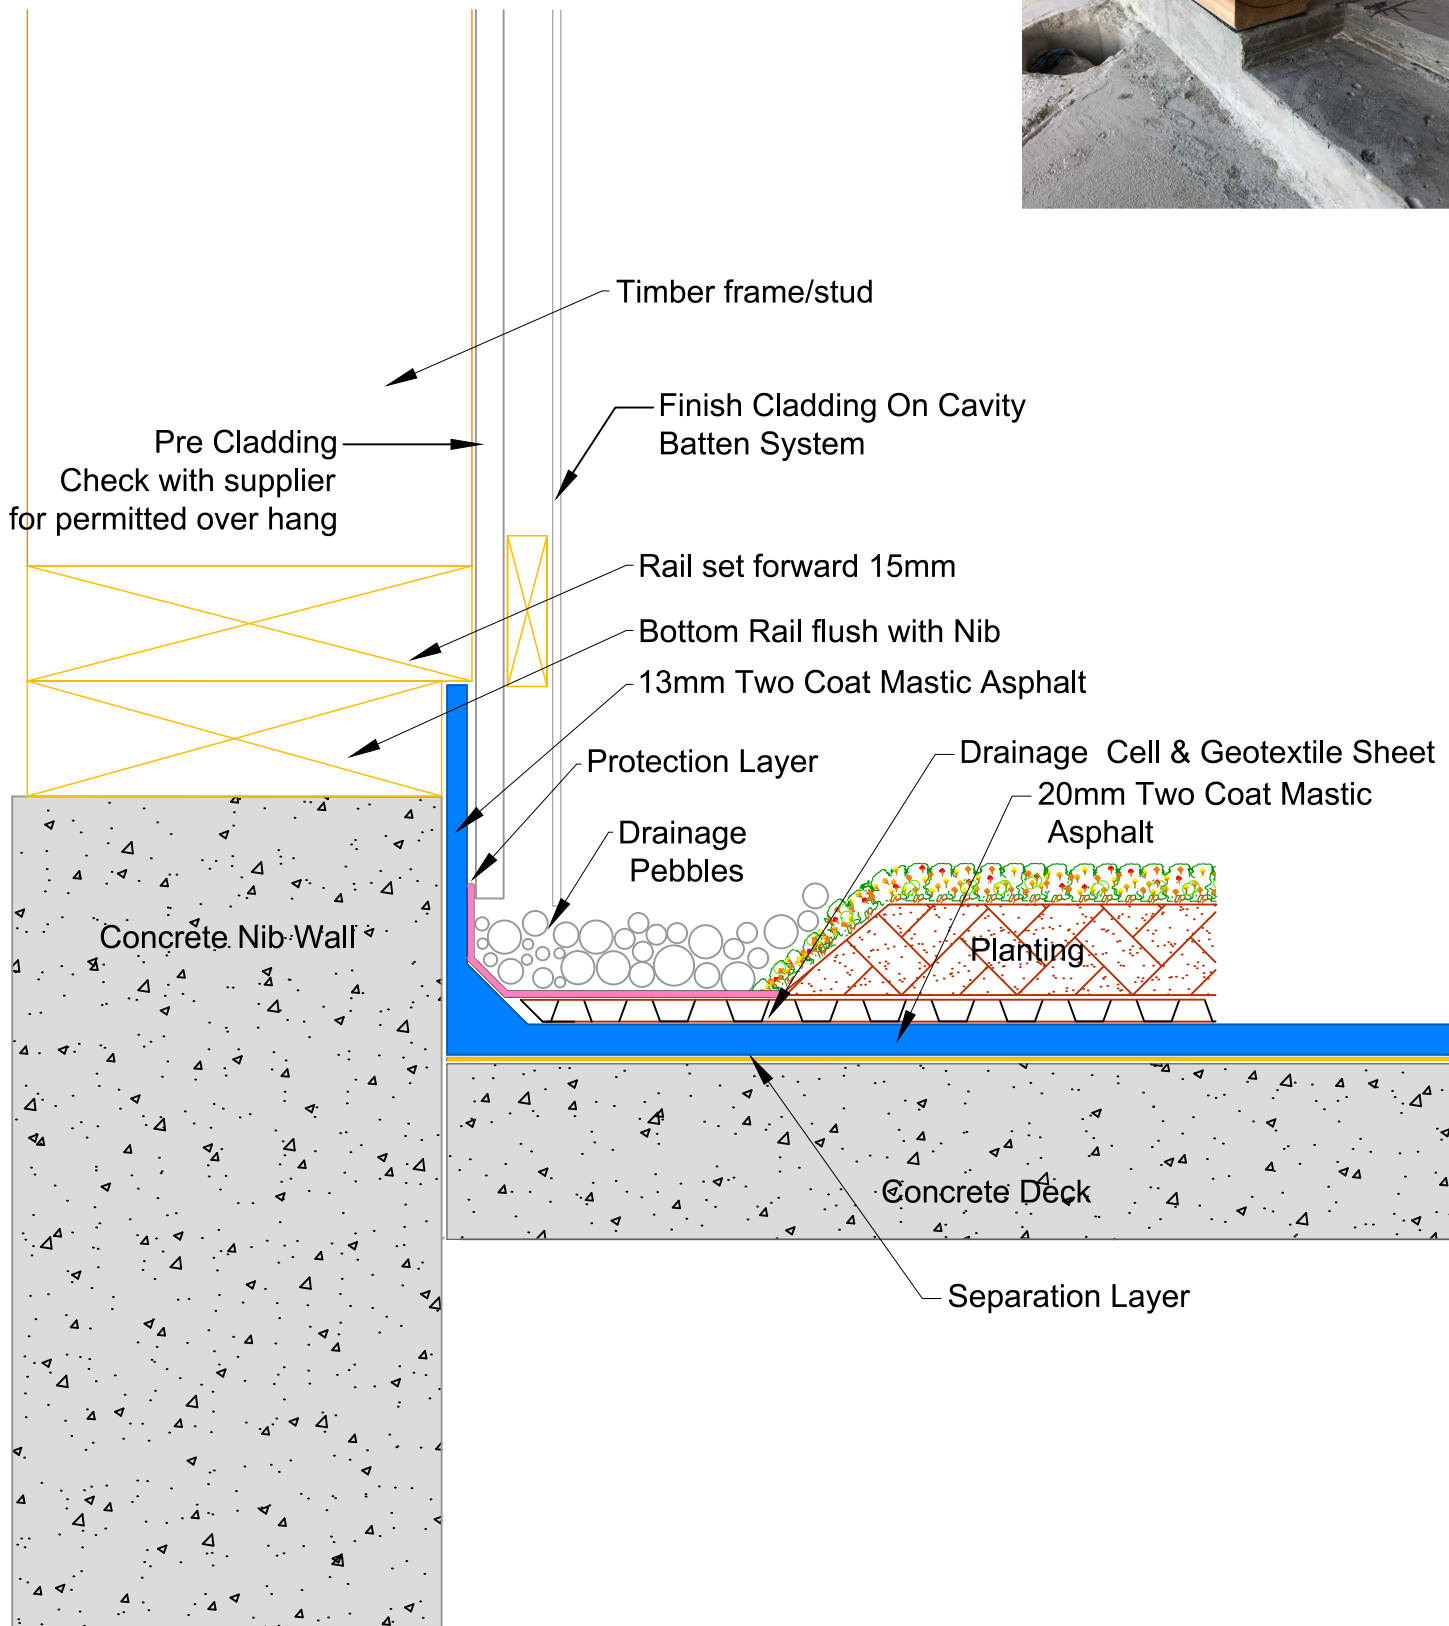 Timber frame/stud
Finish Cladding On Cavity
Batten System
Pre Cladding
Check with supplier
for permitted over hang
Rail set forward 15mm
Bottom Rail flush with Nib
13mm Two Coat Mastic Asphalt
Protection Layer
Drainage Cell & Geotextile Sheet
20mm Two Coat Mastic
Asphalt
Drainage
Pebbles
Concrete Nib Wall
Planting
Concrete Deck
Separation Layer